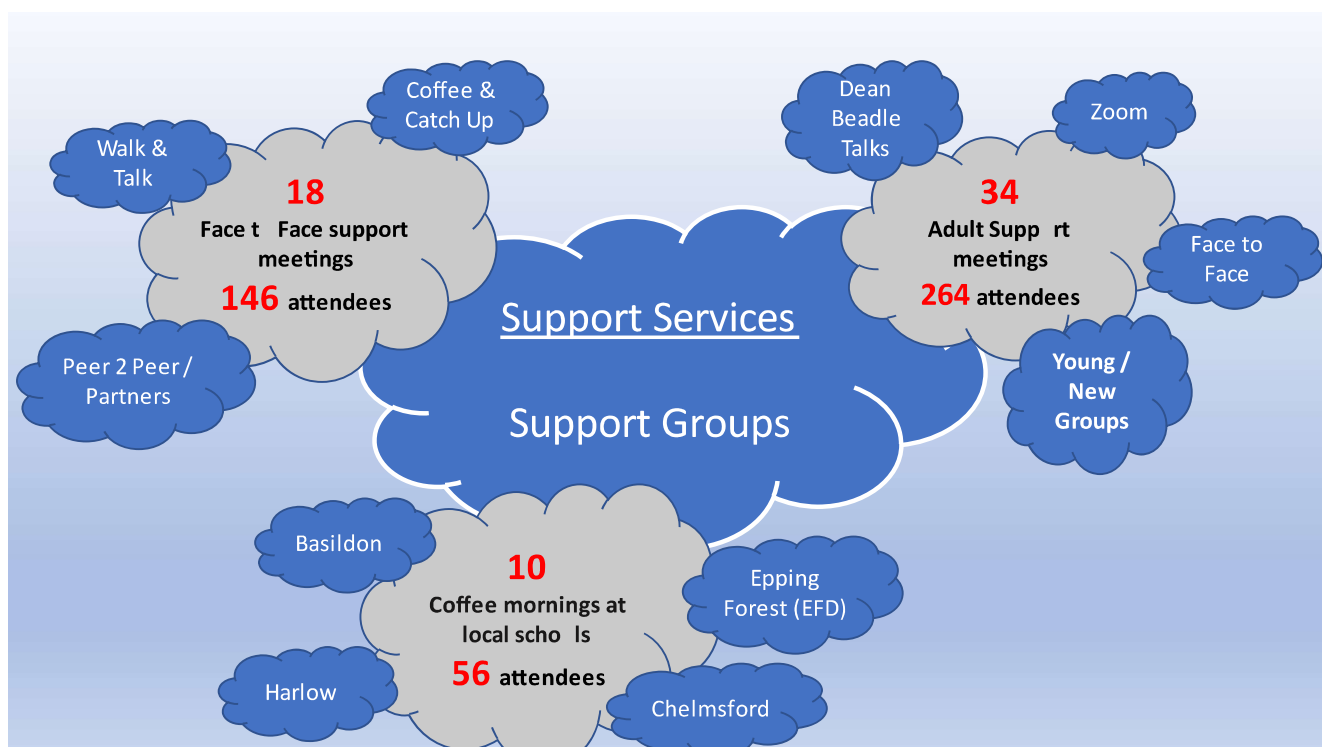 Coffee &
Catch Up
Walk &
Talk
18
Face t Face support
meetings
146 attendees
Peer 2 Peer /
Partners
Dean
Beadle
Talks
Zoom
34
Adult Supp rt
meetings
264 attendees
Face to
Face
Young /
New
Groups
Support Services
Support Groups
Basildon
10
Coffee mornings at
local scho ls
56 attendees
Epping
Forest (EFD)
Harlow
Chelmsford